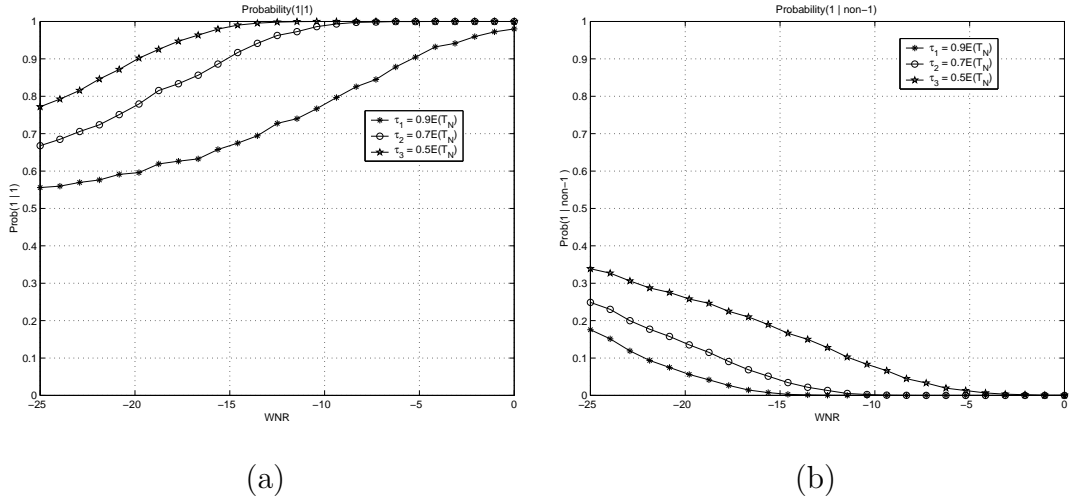 Probability(1|1)
1
0.9
0.8
0.7
0.6
0.5
0.4
0.3
0.2
0.1
0
Prob(1 | 1)
−25
−20
−15
−10
−5
0
WNR
τ1 = 0.9E(TN)
τ2 = 0.7E(TN)
τ3 = 0.5E(TN)
(a)
Probability(1 | non−1)
1
0.9
0.8
0.7
0.6
0.5
0.4
0.3
0.2
0.1
0
Prob(1 | non−1)
−25
−20
−15
−10
−5
0
WNR
τ1 = 0.9E(TN)
τ2 = 0.7E(TN)
τ3 = 0.5E(TN)
(b)